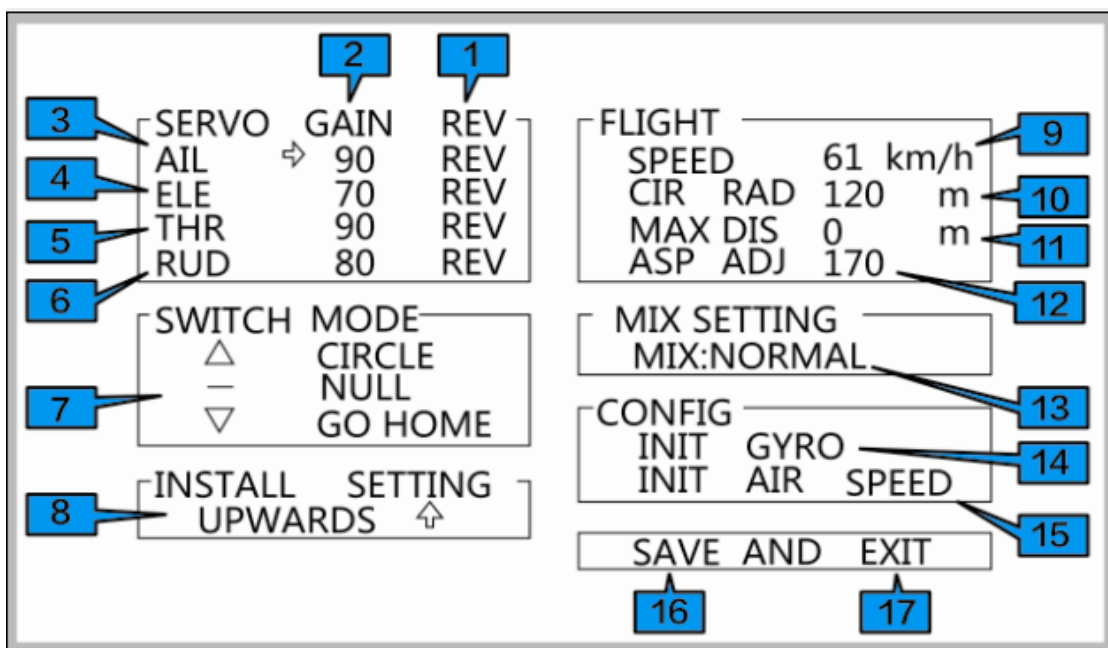 2 1
3 SERVO GAIN REV
AIL ⇨ 90 REV
4 ELE 70 REV
5 THR 90 REV
6 RUD 80 REV
SWITCH MODE
△ CIRCLE
7 — NULL
▽ GO HOME
INSTALL SETTING
8 UPWARDS ⇧
FLIGHT
SPEED 61 km/h 9
CIR RAD 120 m 10
MAX DIS 0 m 11
ASP ADJ 170 12
MIX SETTING
MIX:NORMAL 13
CONFIG
INIT GYRO 14
INIT AIR SPEED 15
SAVE AND EXIT
16 17